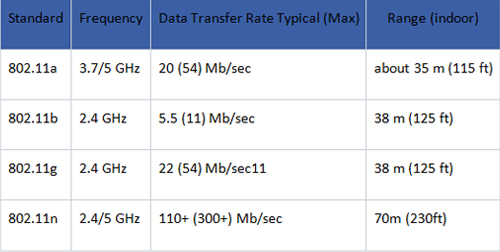 Standard Frequency Data Transfer Rate Typical (Max) Range (indoor)
802.11a 3.7/5 GHz 20 (54) Mb/sec about 35 m (115 ft)
802.11b 2.4 GHz 5.5 (11) Mb/sec 38 m (125 ft)
802.11g 2.4 GHz 22 (54) Mb/sec11 38 m (125 ft)
802.11n 2.4/5 GHz 110+ (300+) Mb/sec 70m (230ft)